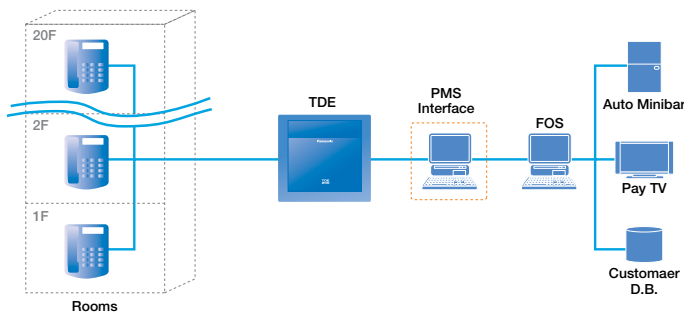 20F
2F
1F
Rooms
TDE
Panasonic
TDE
PMS
Interface
FOS
Auto Minibar
Pay TV
Customaer
D.B.